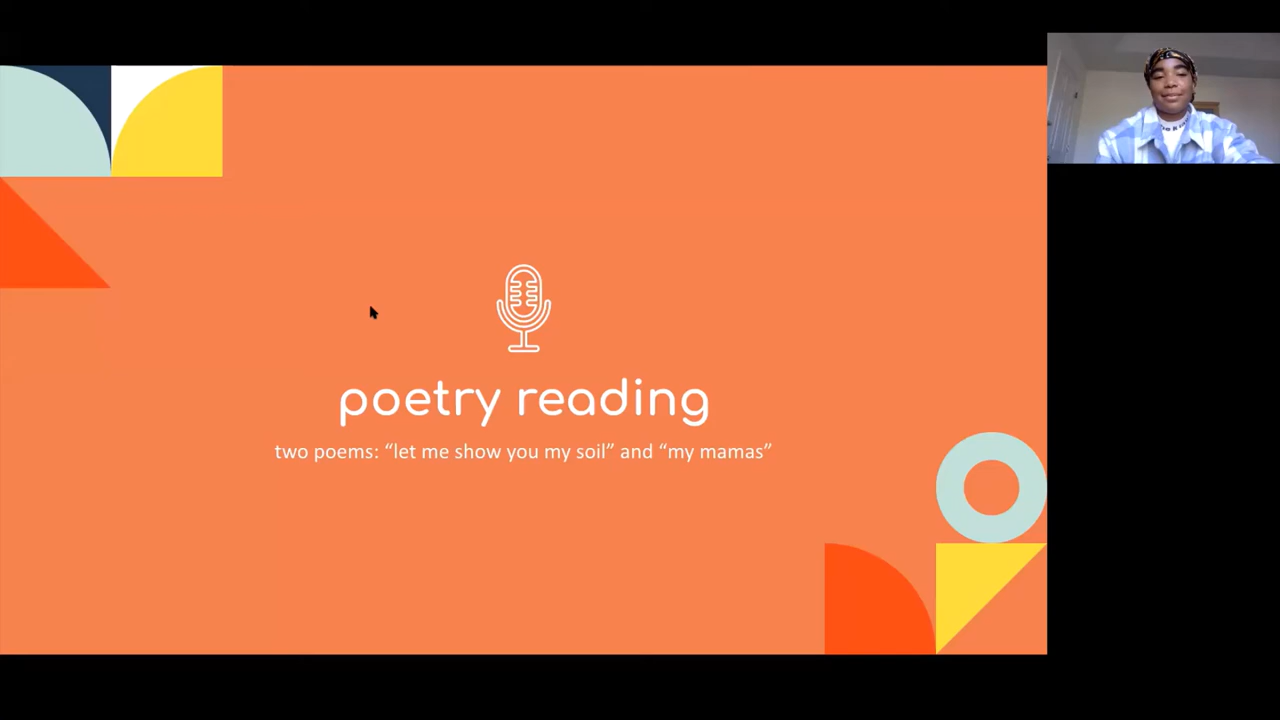 poetry reading
two poems: “let me show you my soil” and “my mamas”